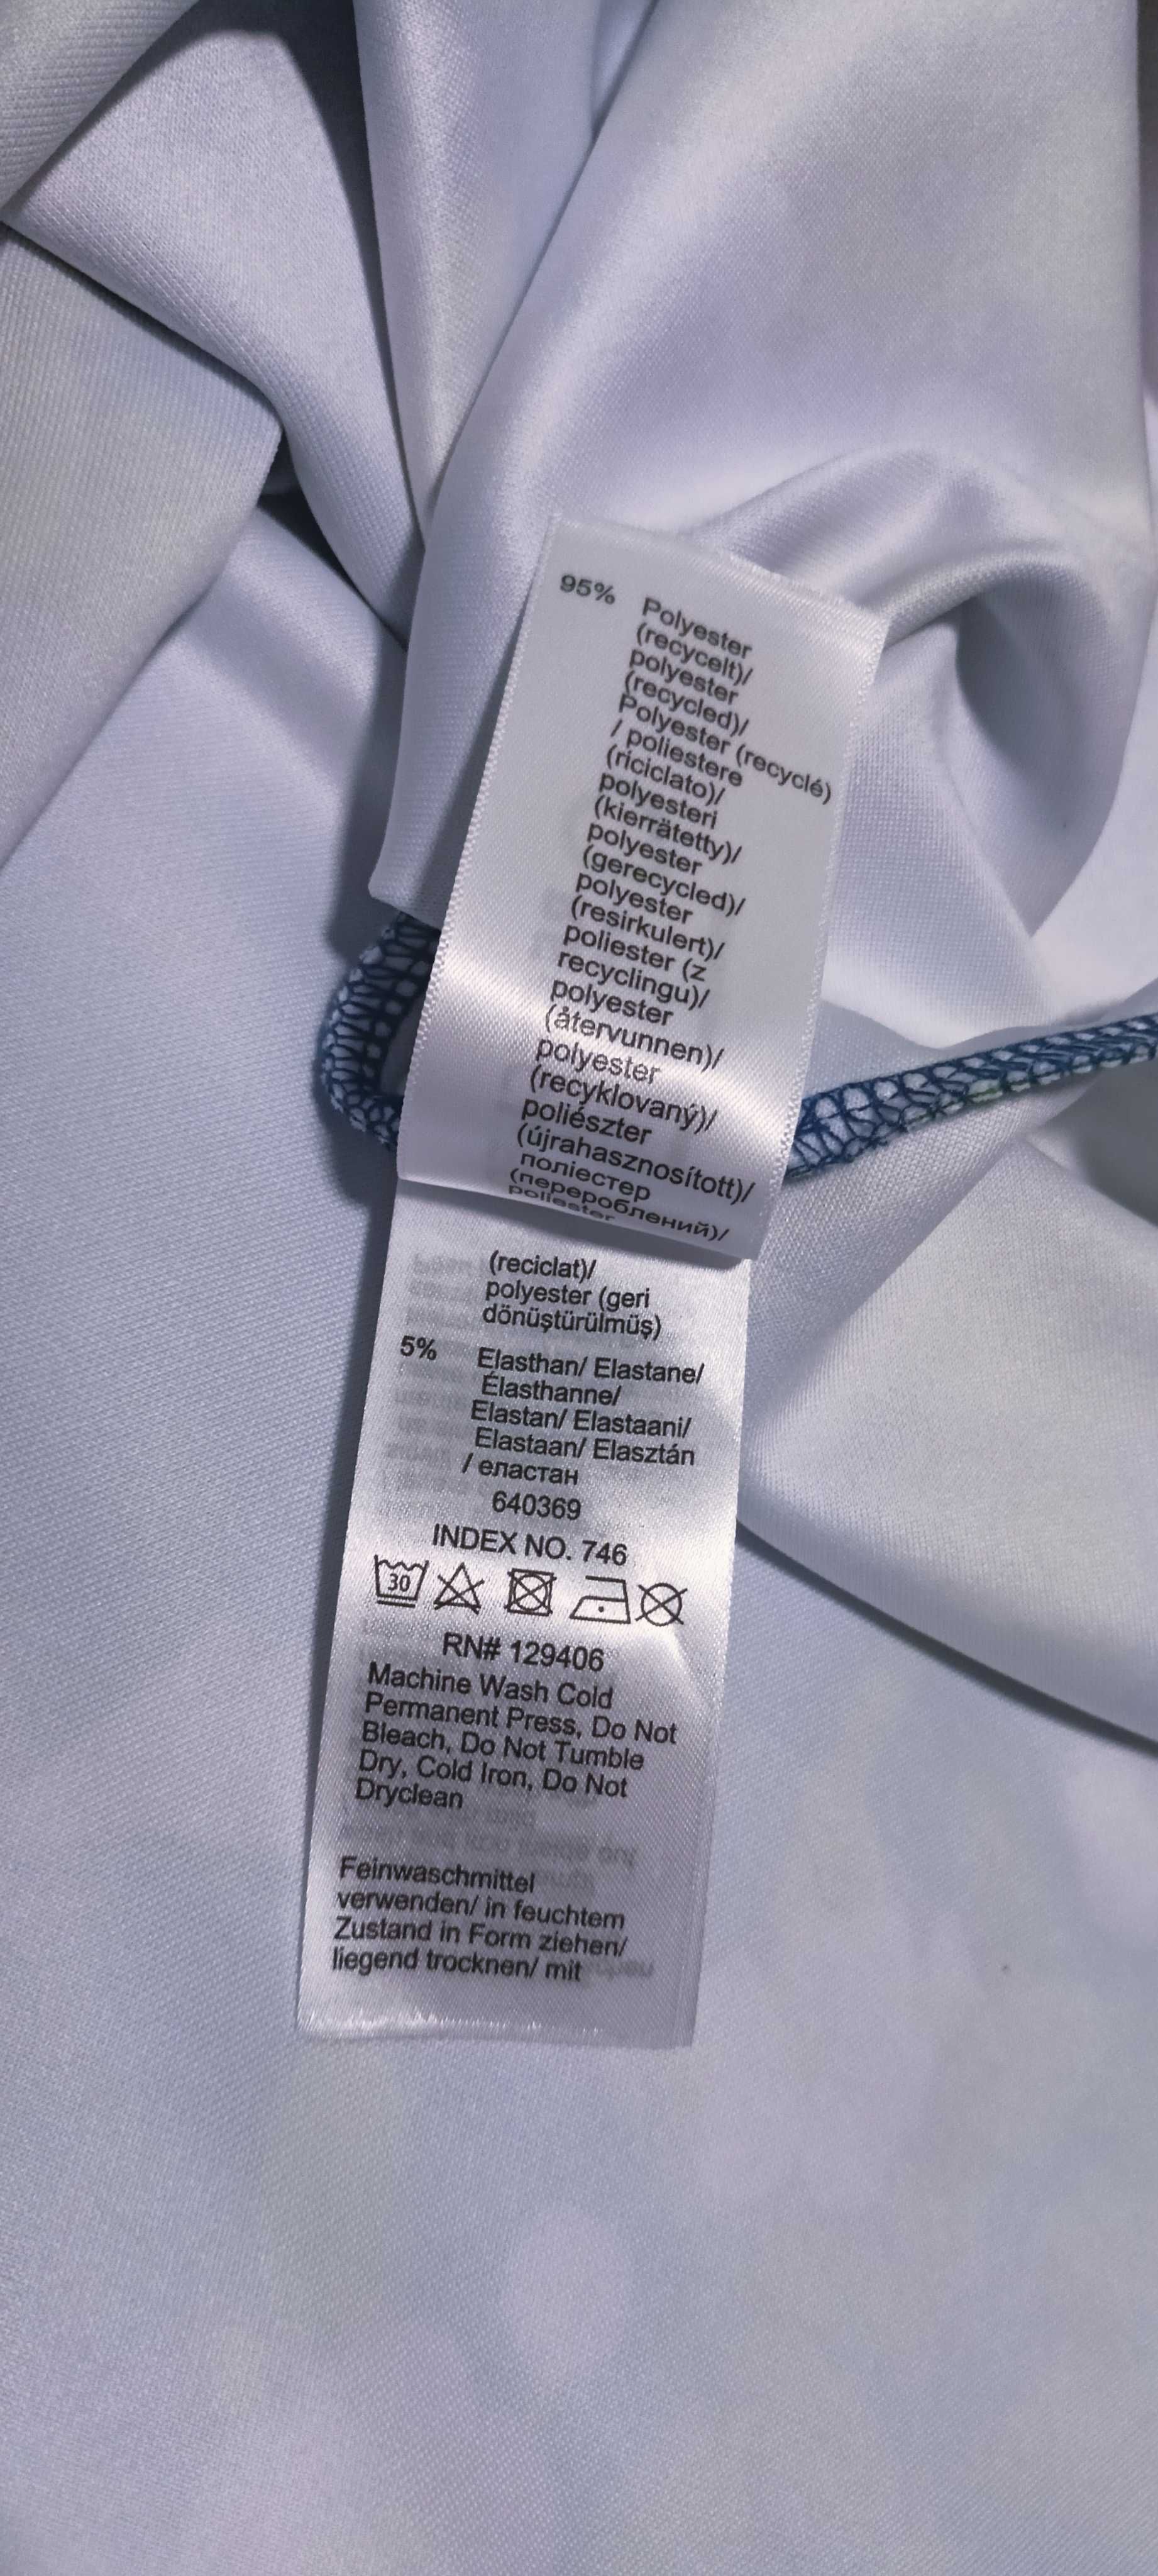 95% Polyester
(recycelt)/
polyester
(recycled)/
Polyester (recyclé)
/ poliestere
(riciclato)/
polyesteri
(kierrätetty)/
polyester
(gerecycled)/
polyester
(resirkulert)/
poliester (z
recyclingu)/
polyester
(återvunnen)/
polyester
(recyklovaný)/
poliészter
(újrahasznosított)/
поліестер
(перероблений)/
poliester
(reciclat)/
polyester (geri
dönüştürülmüş)
5% Elasthan/ Elastane/
Élasthanne/
Elastan/ Elastaani/
Elastaan/ Elasztán
/ еластан
640369
INDEX NO. 746
30
RN# 129406
Machine Wash Cold
Permanent Press, Do Not
Bleach, Do Not Tumble
Dry, Cold Iron, Do Not
Dryclean
Feinwaschmittel
verwenden/ in feuchtem
Zustand in Form ziehen/
liegend trocknen/ mit